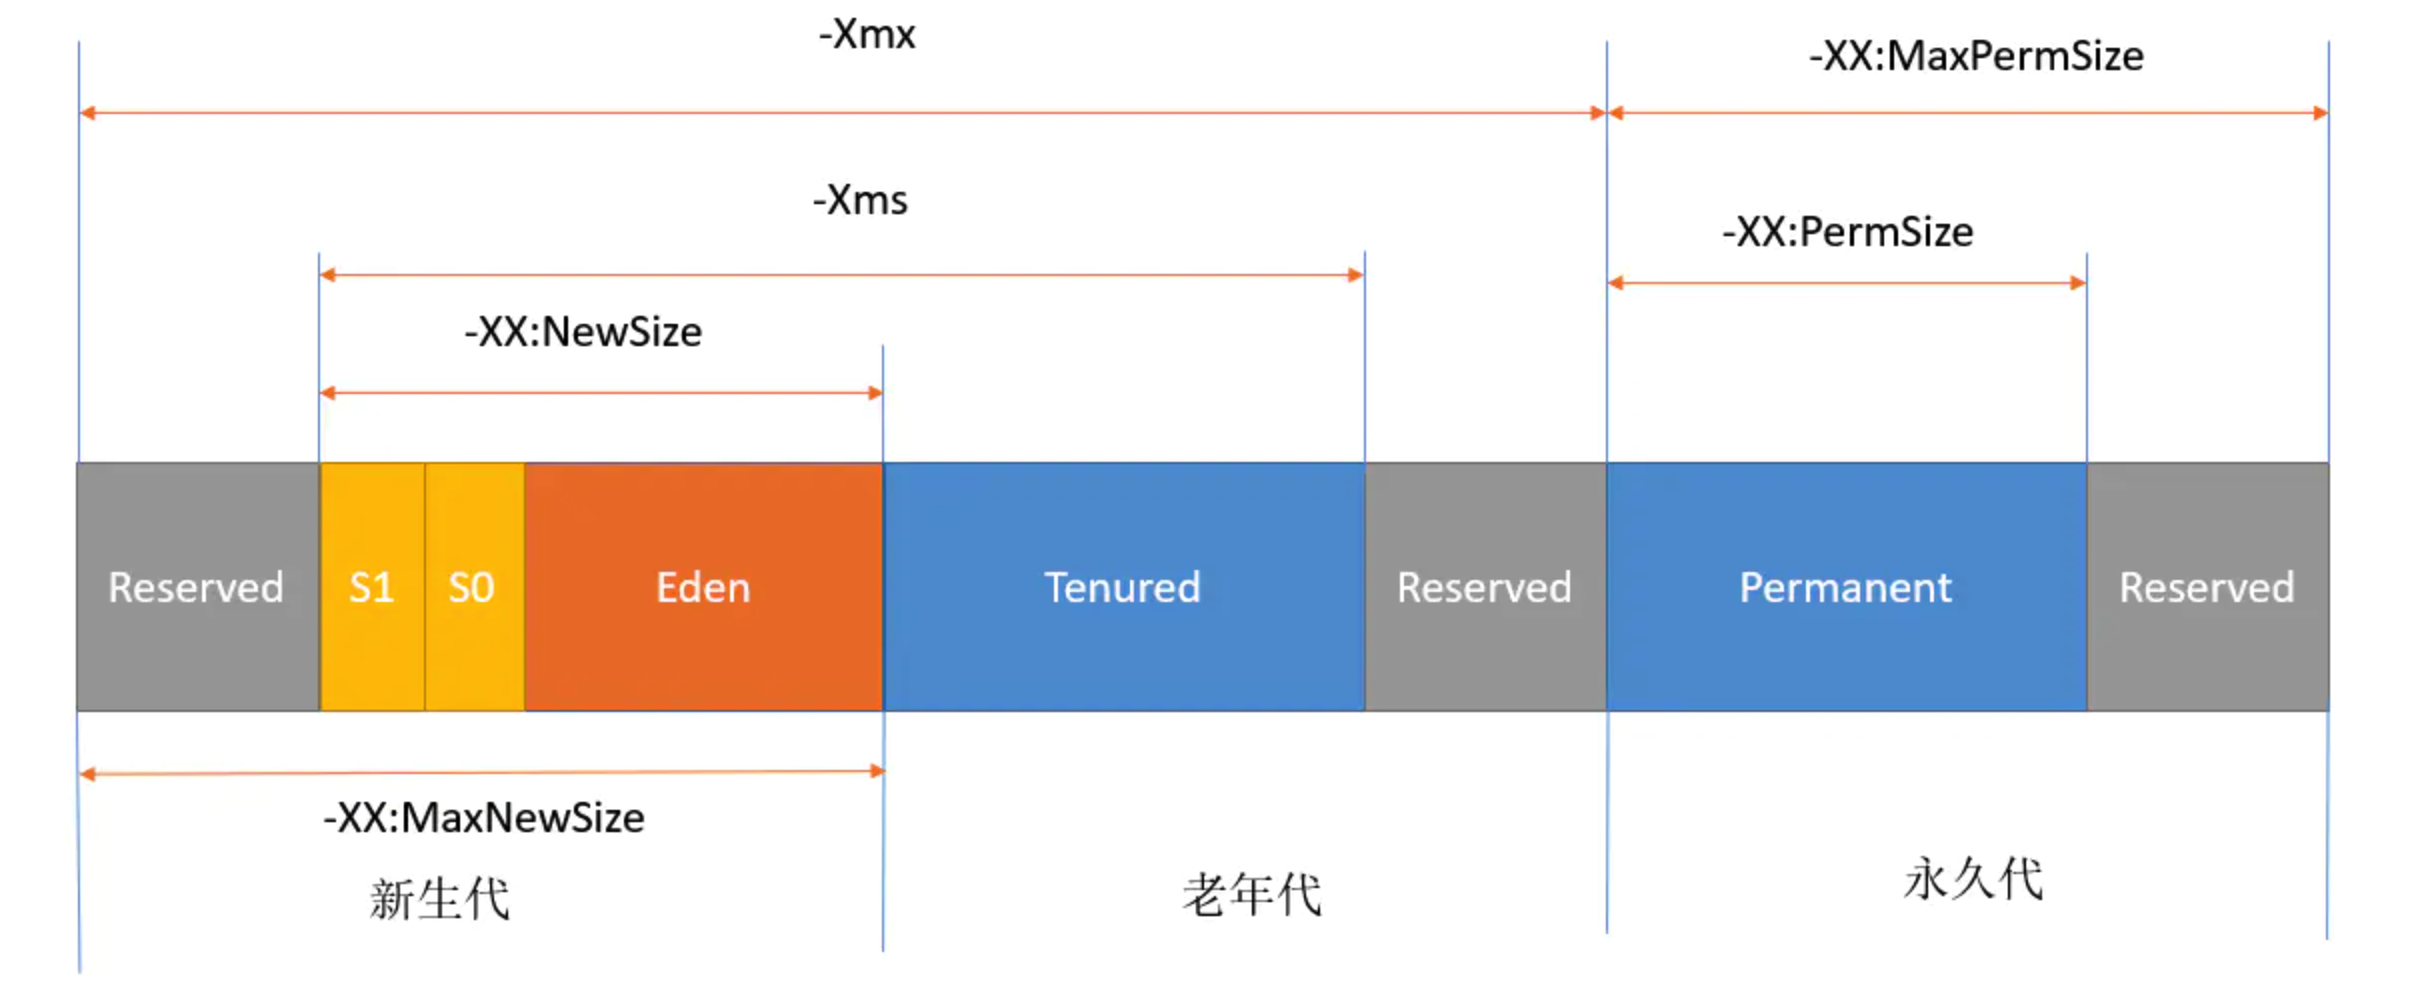 -Xmx
-XX:MaxPermSize
-Xms
-XX:PermSize
-XX:NewSize
Reserved
S1
S0
Eden
Tenured
Reserved
Permanent
Reserved
-XX:MaxNewSize
新生代
老年代
永久代